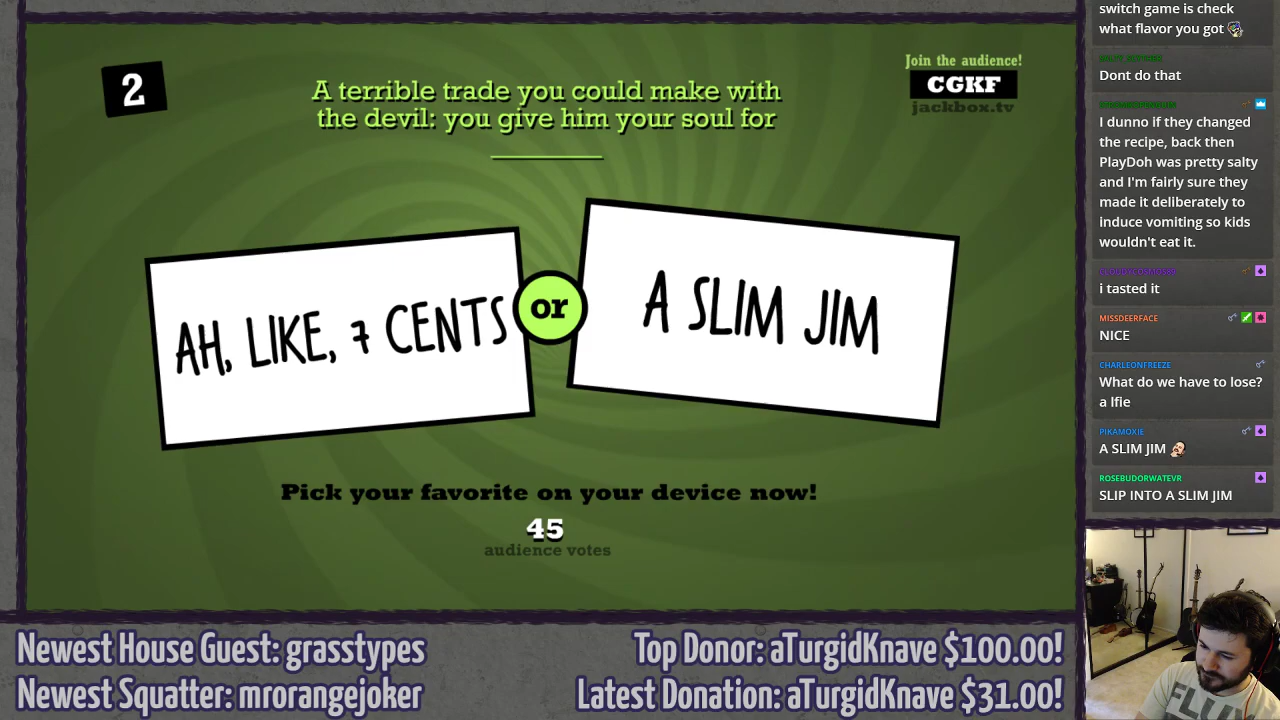 2
A terrible trade you could make with
the devil: you give him your soul for
Join the audience!
CGKF
jackbox.tv
AH, LIKE, 7 CENTS
or
A SLIM JIM
Pick your favorite on your device now!
45
audience votes
switch game is check
what flavor you got
Dont do that
I dunno if they changed
the recipe, back then
PlayDoh was pretty salty
and I'm fairly sure they
made it deliberately to
induce vomiting so kids
wouldn't eat it.
i tasted it
MISSDEERFACE
NICE
CHARLEONFREEZE
What do we have to lose?
a lfie
PIKAMOXIE
A SLIM JIM
ROSEBUDORWATEVR
SLIP INTO A SLIM JIM
Newest House Guest: grasstypes
Newest Squatter: mrorangejoker
Top Donor: aTurgidKnave $100.00!
Latest Donation: aTurgidKnave $31.00!